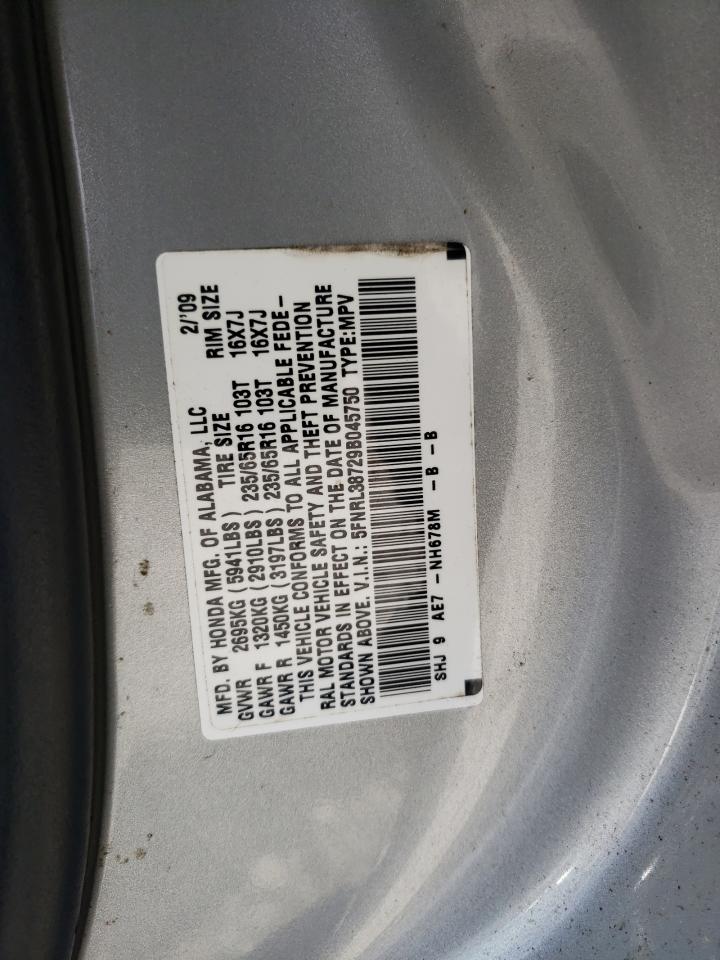 MFD. BY HONDA MFG. OF ALABAMA, LLC 2/'09
TIRE SIZE RIM SIZE
GVWR 2695KG (5941LBS)
GAWR F 1320KG (2910LBS) 235/65R16 103T 16X7J
GAWR R 1450KG (3197LBS) 235/65R16 103T 16X7J
THIS VEHICLE CONFORMS TO ALL APPLICABLE FEDE-
RAL MOTOR VEHICLE SAFETY AND THEFT PREVENTION
STANDARDS IN EFFECT ON THE DATE OF MANUFACTURE
SHOWN ABOVE. V.I.N.: 5FNRL38729B045750 TYPE:MPV
SHJ 9 AE7 -NH678M -B -B